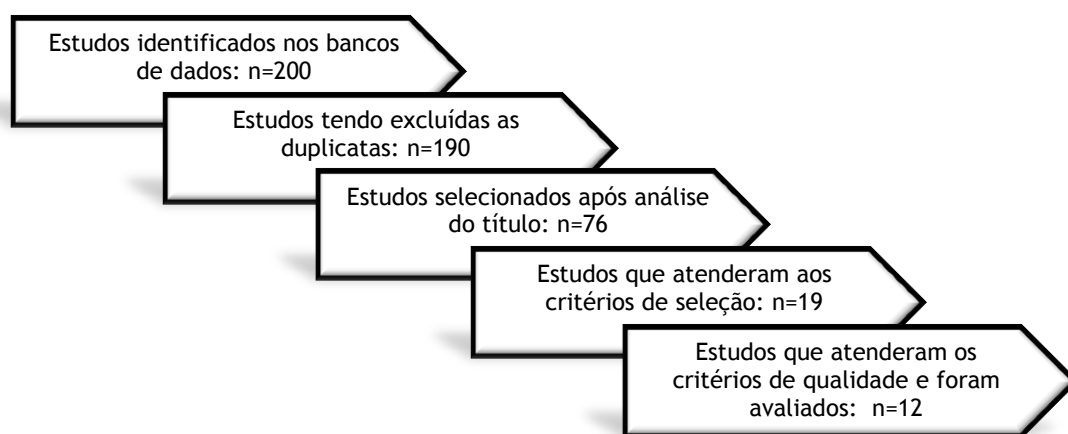 Estudos identificados nos bancos
de dados: n=200
Estudos tendo excluídas as
duplicatas: n=190
Estudos selecionados após análise
do título: n=76
Estudos que atenderam aos
critérios de seleção: n=19
Estudos que atenderam os
critérios de qualidade e foram
avaliados:  n=12